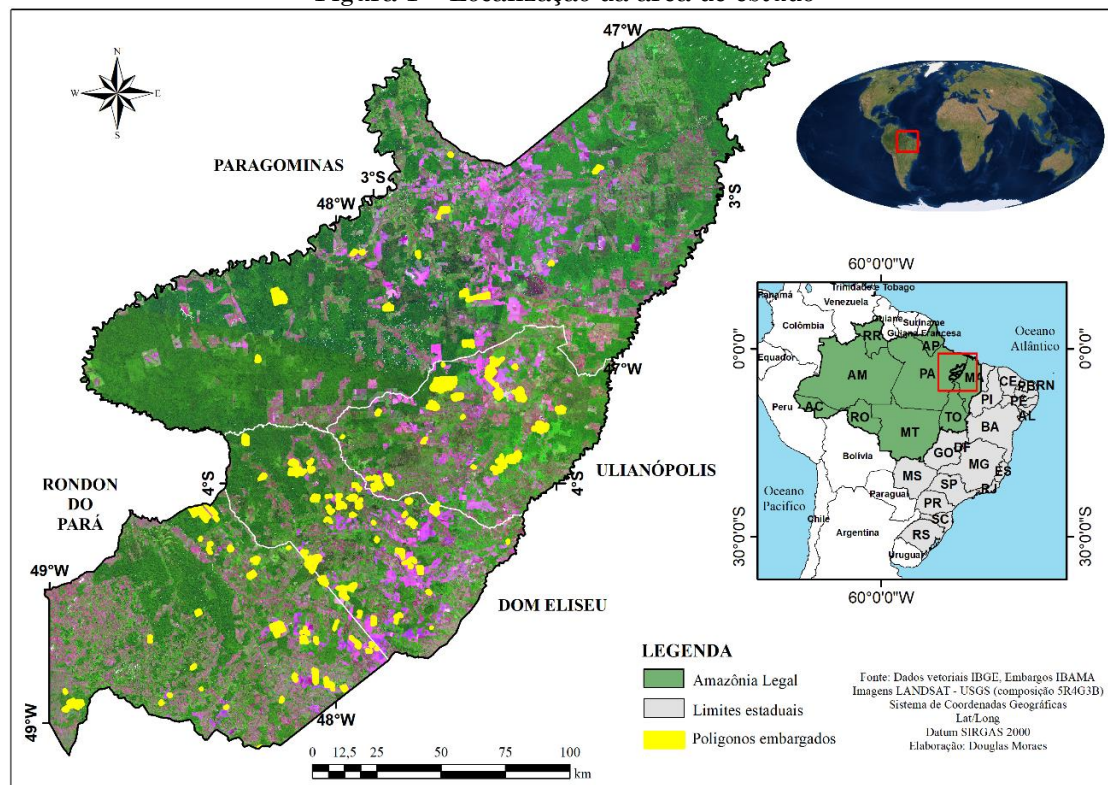 Figura 1 – Localização da área de estudo
N
W
E
S
47°W
PARAGOMINAS
3°S
48°W
3°S
47°W
RONDON
DO
PARÁ
4°S
4°S
ULIANÓPOLIS
49°W
DOM ELISEU
49°W
48°W
0 12,5 25 50 75 100
km
60°0'0"W
Panamá
Trinidade e Tobago
Venezuela
Guiana
Suriname
Guiana Francesa
Colômbia
Equador
Peru
Bolívia
Paraguai
Chile
Argentina
Uruguai
Oceano
Atlântico
Oceano
Pacífico
RR
AP
AM
PA
MA
CE
RN
PB
PE
AL
PI
AC
RO
TO
BA
MT
GO
DF
MG
ES
MS
SP
RJ
PR
SC
RS
0°0'0"
0°0'0"
30°0'0"S
30°0'0"S
60°0'0"W
LEGENDA
Amazônia Legal
Limites estaduais
Polígonos embargados
Fonte: Dados vetoriais IBGE, Embargos IBAMA
Imagens LANDSAT - USGS (composição 5R4G3B)
Sistema de Coordenadas Geográficas
Lat/Long
Datum SIRGAS 2000
Elaboração: Douglas Moraes